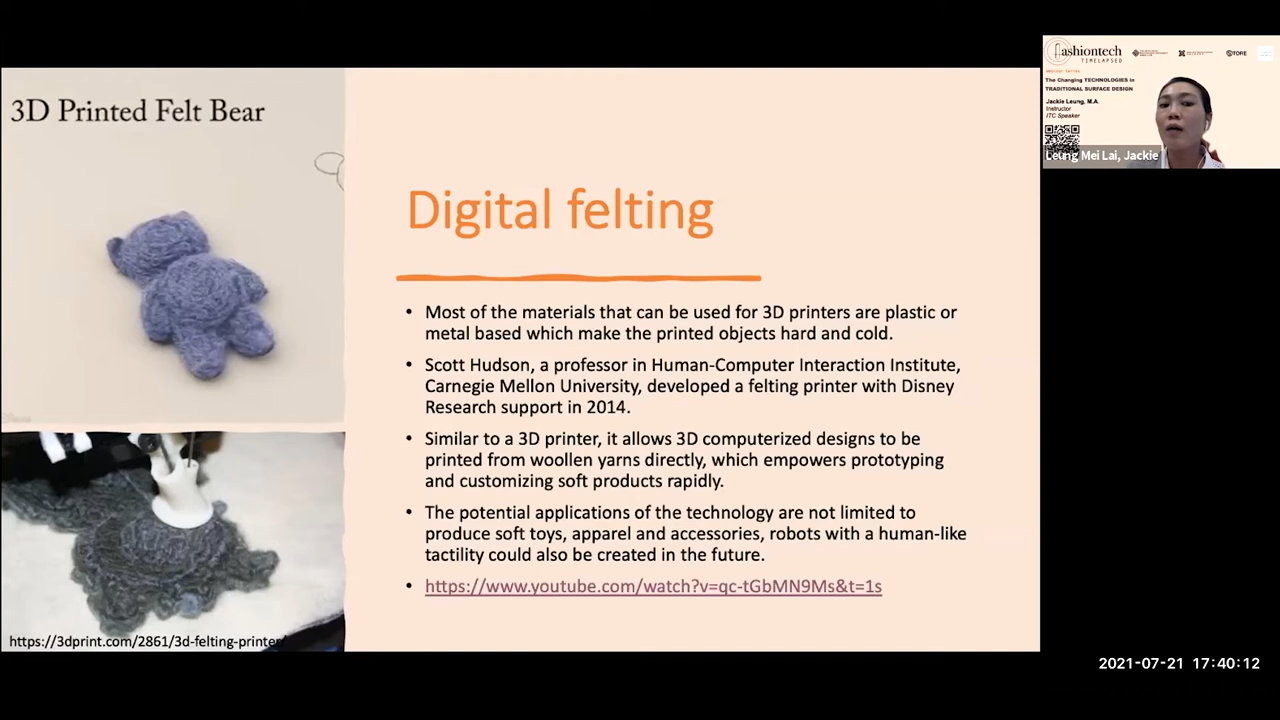 3D Printed Felt Bear
https://3dprint.com/2861/3d-felting-printer/
Digital felting
• Most of the materials that can be used for 3D printers are plastic or
metal based which make the printed objects hard and cold.
• Scott Hudson, a professor in Human-Computer Interaction Institute,
Carnegie Mellon University, developed a felting printer with Disney
Research support in 2014.
• Similar to a 3D printer, it allows 3D computerized designs to be
printed from woollen yarns directly, which empowers prototyping
and customizing soft products rapidly.
• The potential applications of the technology are not limited to
produce soft toys, apparel and accessories, robots with a human-like
tactility could also be created in the future.
• https://www.youtube.com/watch?v=qc-tGbMN9Ms&t=1s
fashiontech
TIMELAPSED
STORE
Webinar Series
The Changing TECHNOLOGIES in
TRADITIONAL SURFACE DESIGN
Jackie Leung, M.A.
Instructor
ITC Speaker
Leung Mei Lai, Jackie
2021-07-21 17:40:12